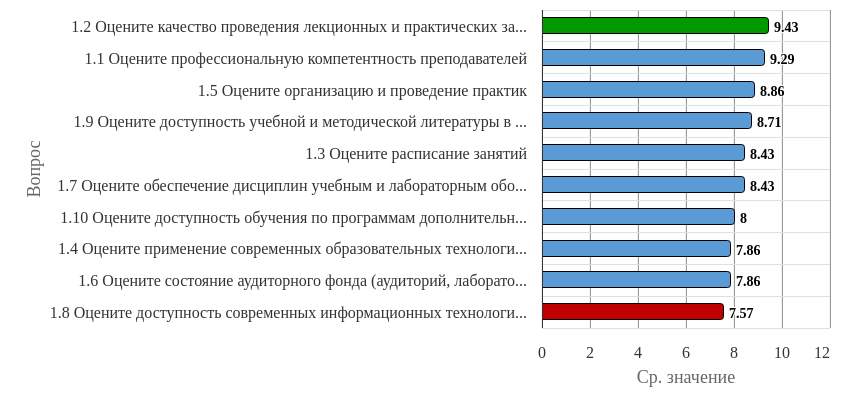 1.2 Оцените качество проведения лекционных и практических за...
9.43
1.1 Оцените профессиональную компетентность преподавателей
9.29
1.5 Оцените организацию и проведение практик
8.86
1.9 Оцените доступность учебной и методической литературы в ...
8.71
1.3 Оцените расписание занятий
8.43
1.7 Оцените обеспечение дисциплин учебным и лабораторным обо...
8.43
1.10 Оцените доступность обучения по программам дополнительн...
8
1.4 Оцените применение современных образовательных технологи...
7.86
1.6 Оцените состояние аудиторного фонда (аудиторий, лаборато...
7.86
1.8 Оцените доступность современных информационных технологи...
7.57
Вопрос
0 2 4 6 8 10 12
Ср. значение